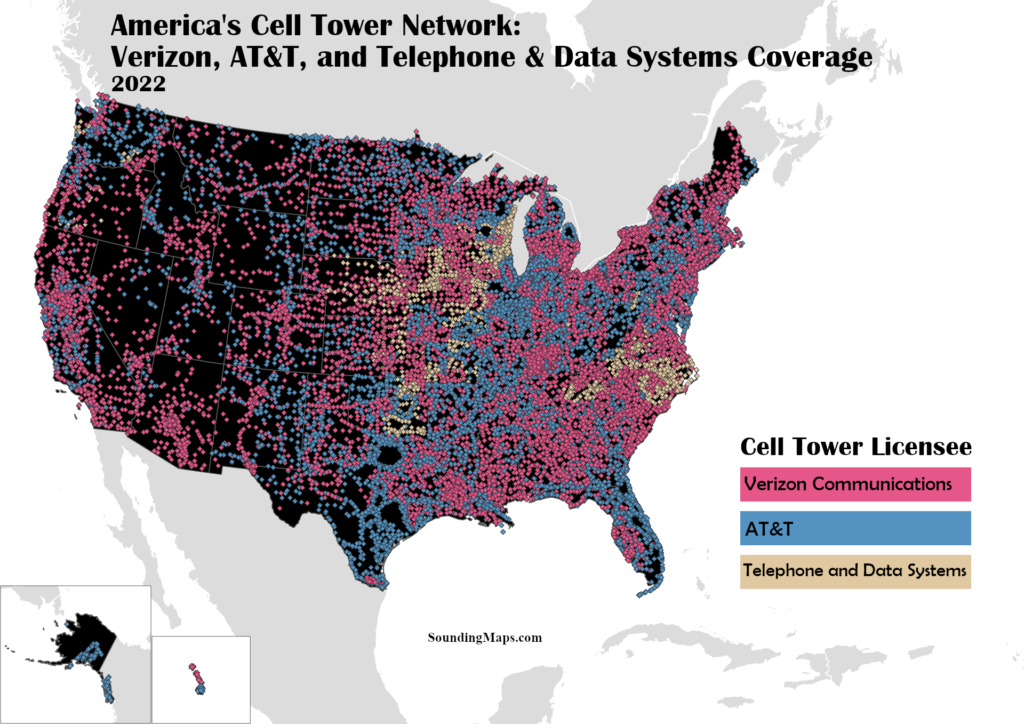 America's Cell Tower Network:
Verizon, AT&T, and Telephone & Data Systems Coverage
2022
Cell Tower Licensee
Verizon Communications
AT&T
Telephone and Data Systems
SoundingMaps.com